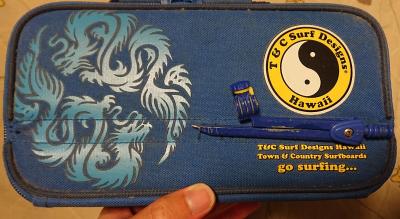 T & C Surf Designs®
Hawaii
T&C Surf Designs Hawaii
Town & Country Surfboards
go surfing...